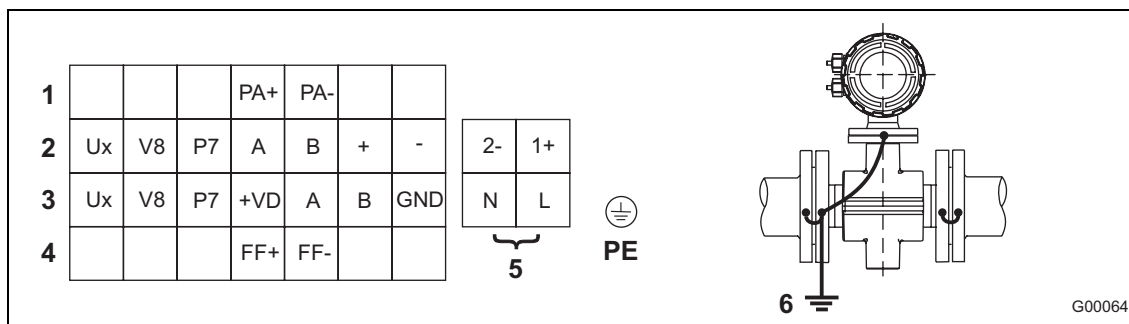 1 PA+ PA-
2 Ux V8 P7 A B + - 2- 1+
3 Ux V8 P7 +VD A B GND N L
4 FF+ FF-
5
PE
6
G00064